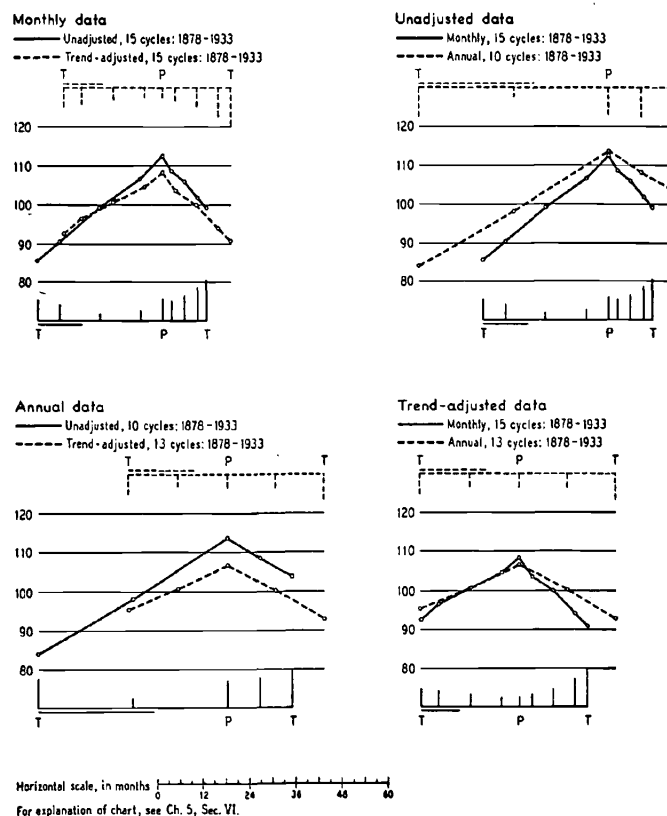 Monthly data
Unadjusted, 15 cycles: 1878-1933
Trend-adjusted, 15 cycles: 1878-1933
T P T
120
110
100
90
80
T P T
Unadjusted data
Monthly, 15 cycles: 1878-1933
Annual, 10 cycles: 1878-1933
T P
120
110
100
90
80
T P T
Annual data
Unadjusted, 10 cycles: 1878-1933
Trend-adjusted, 13 cycles: 1878-1933
T P T
120
110
100
90
80
T P T
Trend-adjusted data
Monthly, 15 cycles: 1878-1933
Annual, 13 cycles: 1878-1933
T P T
120
110
100
90
80
T P T
Horizontal scale, in months
0 12 24 36 48 60
For explanation of chart, see Ch. 5, Sec. VI.